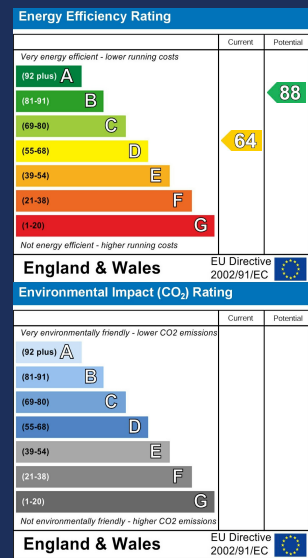 Energy Efficiency Rating
Current Potential
Very energy efficient - lower running costs
(92 plus) A
(81-91) B
88
(69-80) C
64
(55-68) D
(39-54) E
(21-38) F
(1-20) G
Not energy efficient - higher running costs
England & Wales
EU Directive
2002/91/EC
Environmental Impact (CO₂) Rating
Current Potential
Very environmentally friendly - lower CO2 emissions
(92 plus) A
(81-91) B
(69-80) C
(55-68) D
(39-54) E
(21-38) F
(1-20) G
Not environmentally friendly - higher CO2 emissions
England & Wales
EU Directive
2002/91/EC